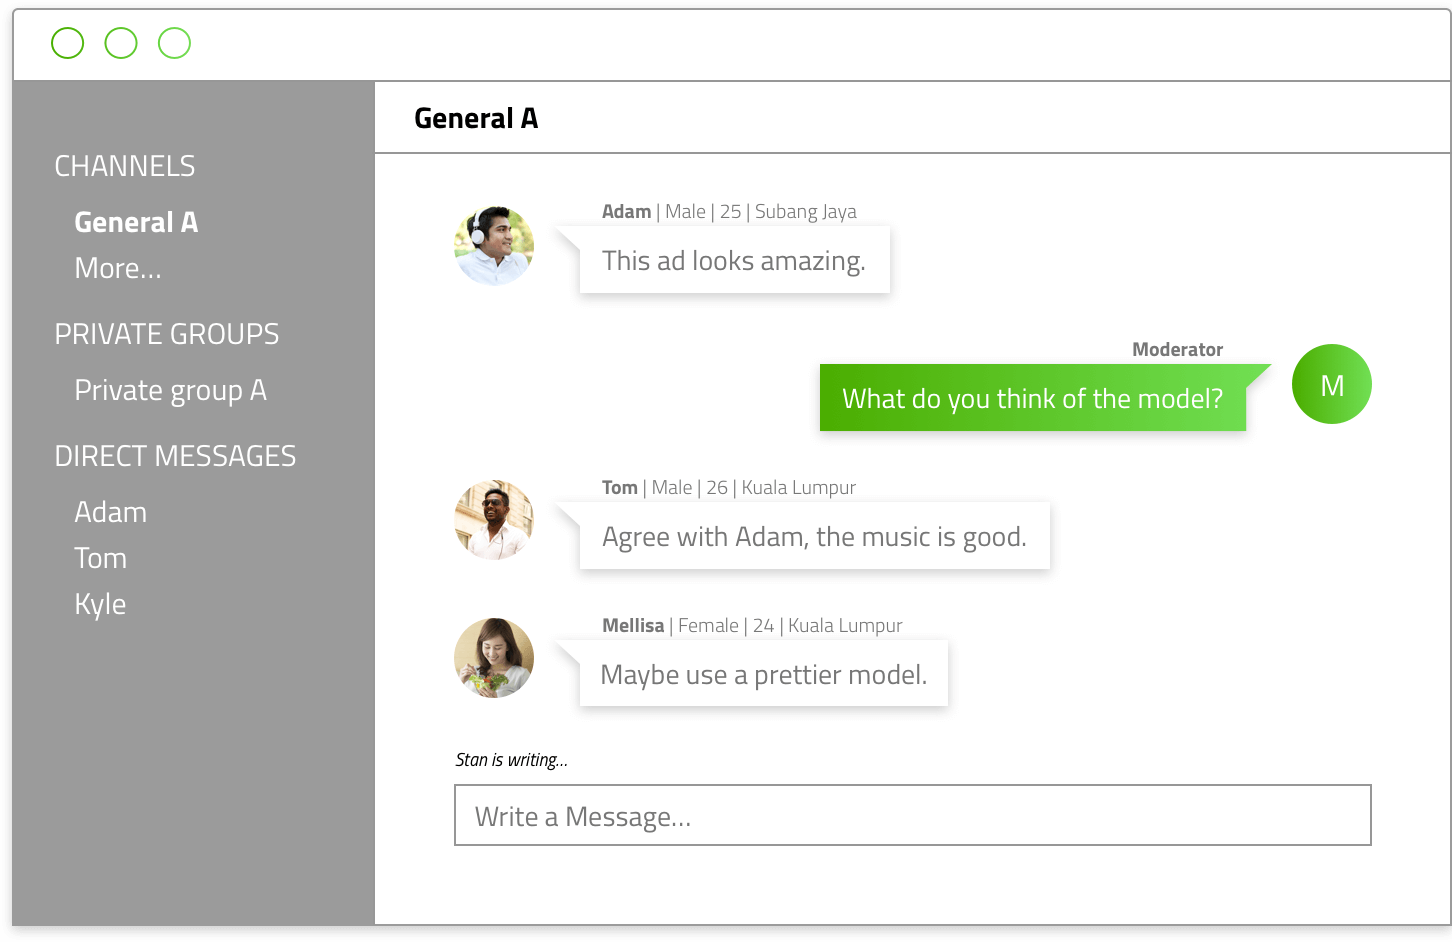 General A
CHANNELS
General A
More...
PRIVATE GROUPS
Private group A
DIRECT MESSAGES
Adam
Tom
Kyle
Adam | Male | 25 | Subang Jaya
This ad looks amazing.
Moderator
What do you think of the model?
M
Tom | Male | 26 | Kuala Lumpur
Agree with Adam, the music is good.
Mellisa | Female | 24 | Kuala Lumpur
Maybe use a prettier model.
Stan is writing...
Write a Message...